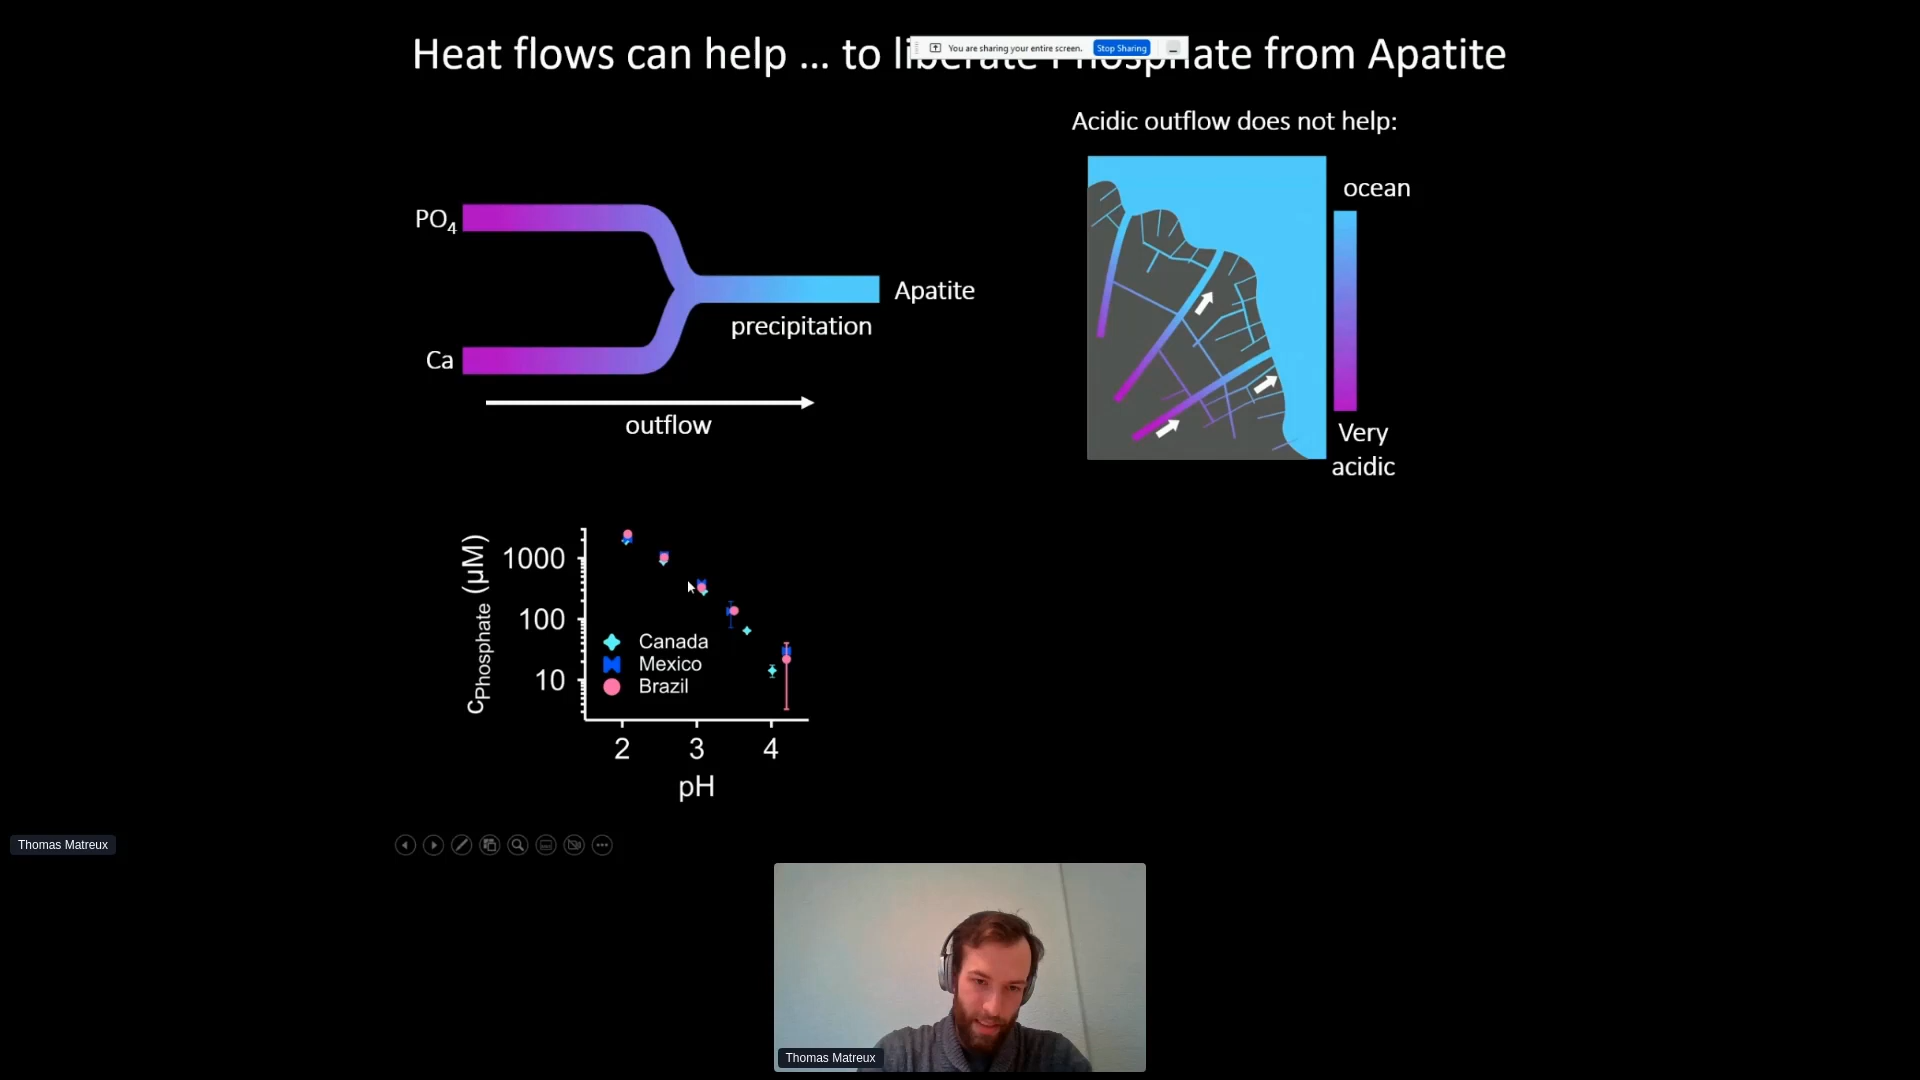 Heat flows can help ... to liberate Phosphate from Apatite
You are sharing your entire screen.
Stop Sharing
Acidic outflow does not help:
ocean
PO4
Apatite
precipitation
Ca
outflow
Very
acidic
cPhosphate (µM)
1000
100
10
Canada
Mexico
Brazil
2 3 4
pH
Thomas Matreux
Thomas Matreux